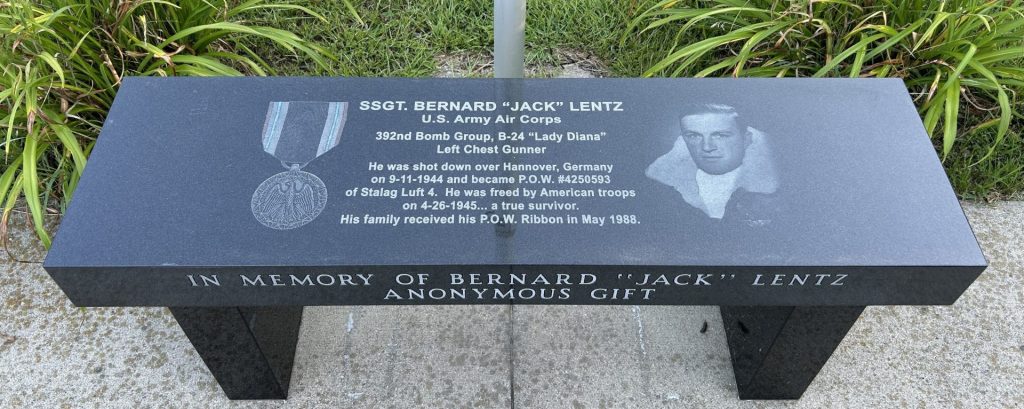 SSGT. BERNARD “JACK” LENTZ
U.S. Army Air Corps
392nd Bomb Group, B-24 “Lady Diana”
Left Chest Gunner
He was shot down over Hannover, Germany
on 9-11-1944 and became P.O.W. #4250593
of Stalag Luft 4. He was freed by American troops
on 4-26-1945... a true survivor.
His family received his P.O.W. Ribbon in May 1988.
IN MEMORY OF BERNARD "JACK" LENTZ
ANONYMOUS GIFT